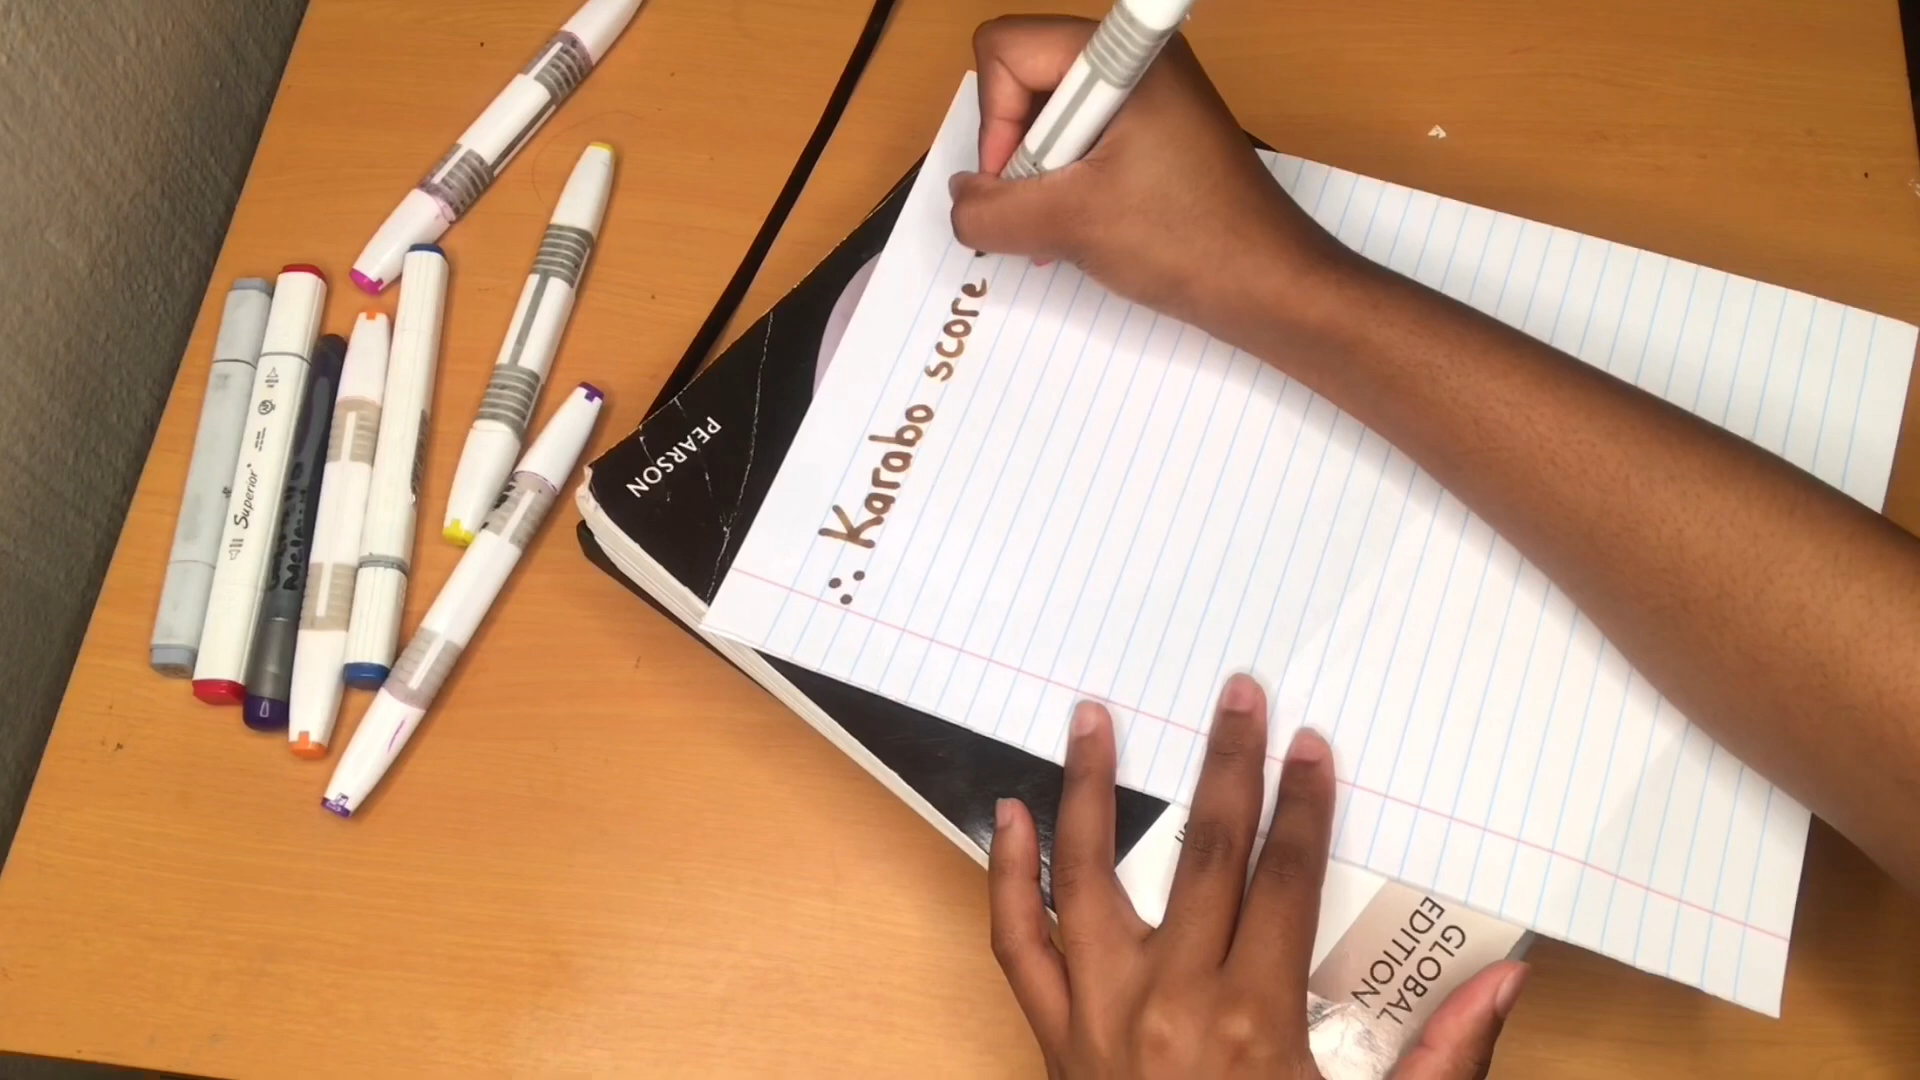 ∴ Karabo score
PEARSON
GLOBAL
EDITION
Superior